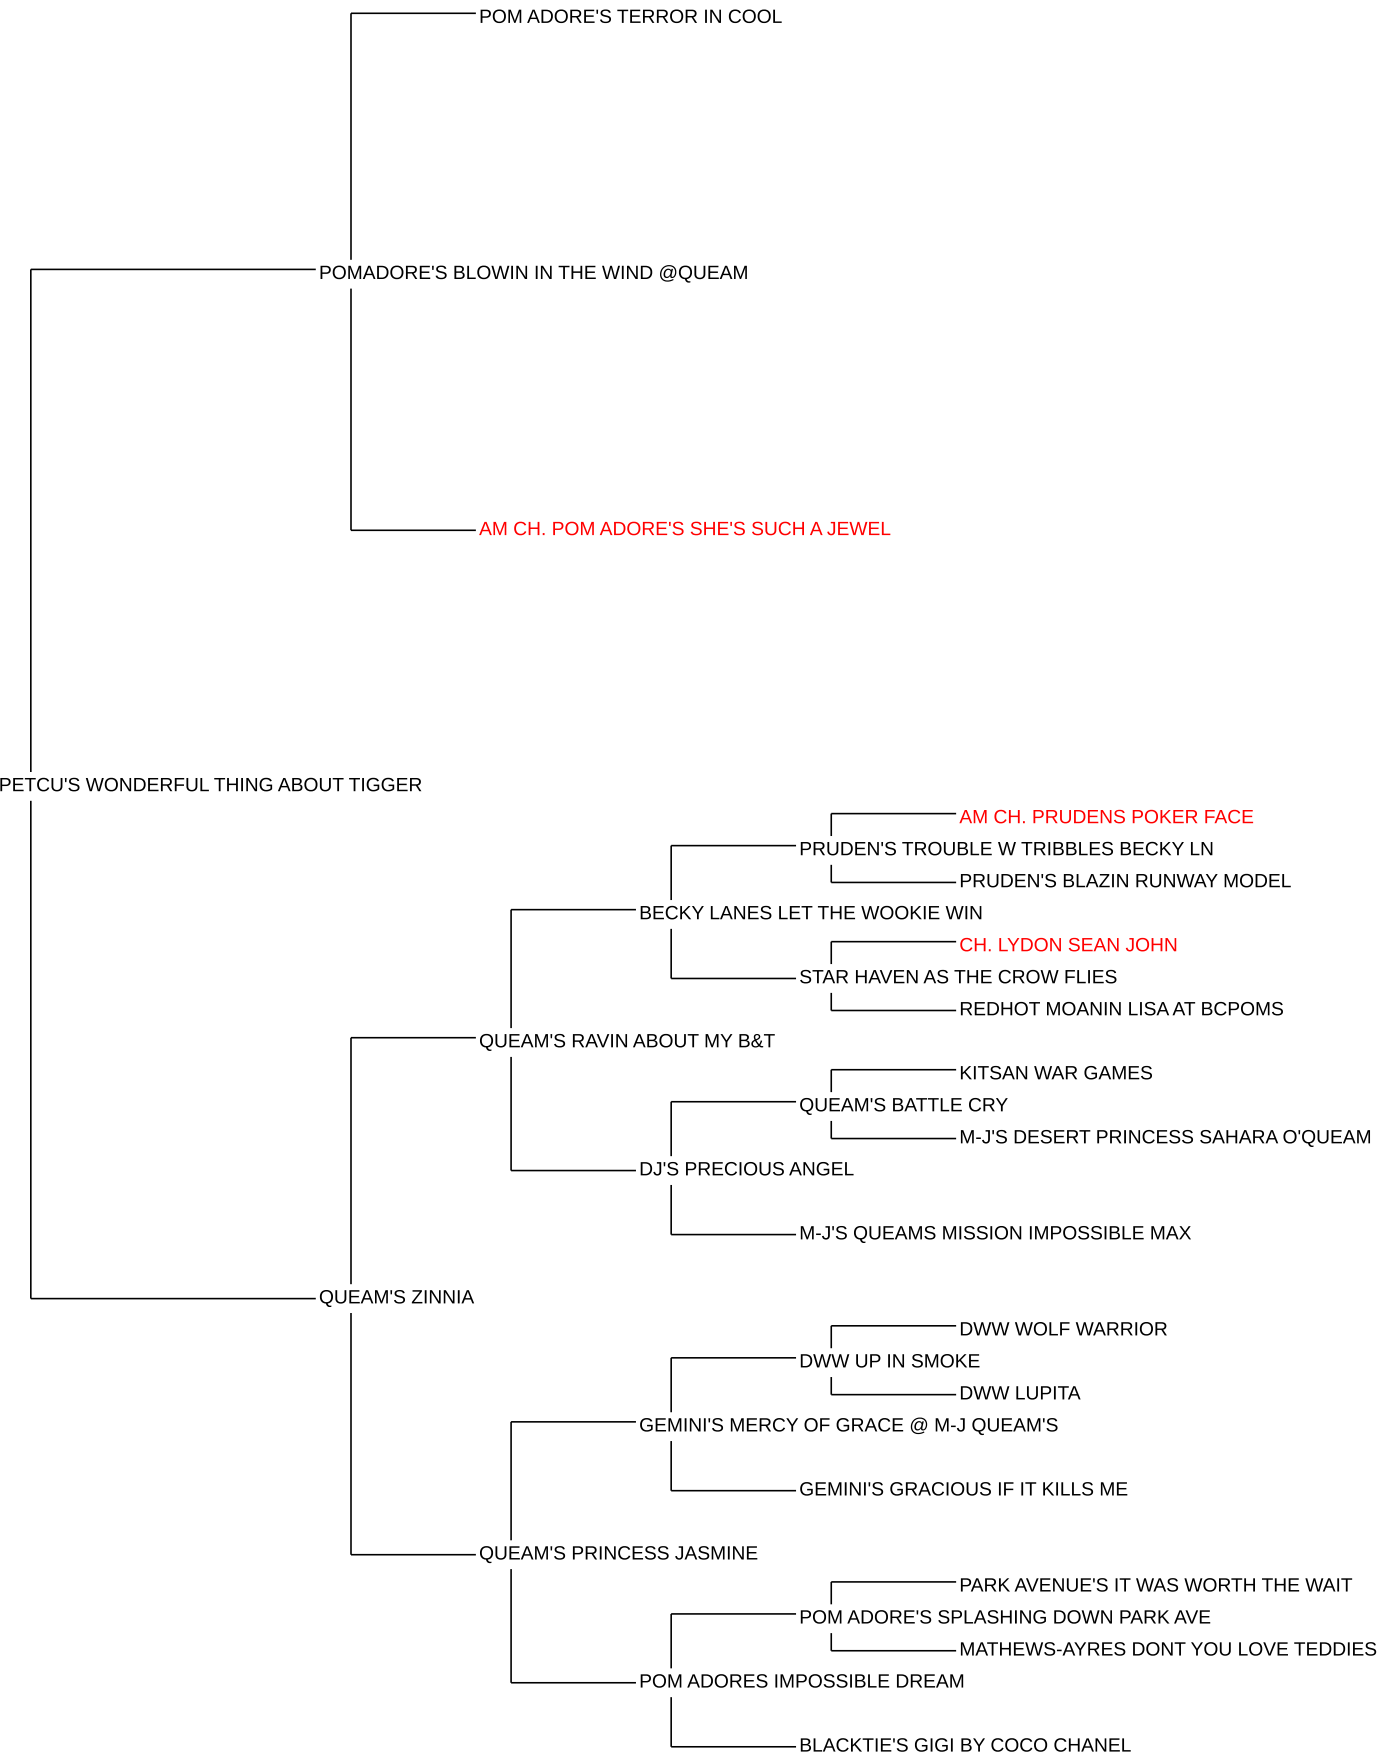 POM ADORE'S TERROR IN COOL
POMADORE'S BLOWIN IN THE WIND @QUEAM
AM CH. POM ADORE'S SHE'S SUCH A JEWEL
PETCU'S WONDERFUL THING ABOUT TIGGER
AM CH. PRUDENS POKER FACE
PRUDEN'S TROUBLE W TRIBBLES BECKY LN
PRUDEN'S BLAZIN RUNWAY MODEL
BECKY LANES LET THE WOOKIE WIN
CH. LYDON SEAN JOHN
STAR HAVEN AS THE CROW FLIES
REDHOT MOANIN LISA AT BCPOMS
QUEAM'S RAVIN ABOUT MY B&T
KITSAN WAR GAMES
QUEAM'S BATTLE CRY
M-J'S DESERT PRINCESS SAHARA O'QUEAM
DJ'S PRECIOUS ANGEL
M-J'S QUEAMS MISSION IMPOSSIBLE MAX
QUEAM'S ZINNIA
DWW WOLF WARRIOR
DWW UP IN SMOKE
DWW LUPITA
GEMINI'S MERCY OF GRACE @ M-J QUEAM'S
GEMINI'S GRACIOUS IF IT KILLS ME
QUEAM'S PRINCESS JASMINE
PARK AVENUE'S IT WAS WORTH THE WAIT
POM ADORE'S SPLASHING DOWN PARK AVE
MATHEWS-AYRES DONT YOU LOVE TEDDIES
POM ADORES IMPOSSIBLE DREAM
BLACKTIE'S GIGI BY COCO CHANEL